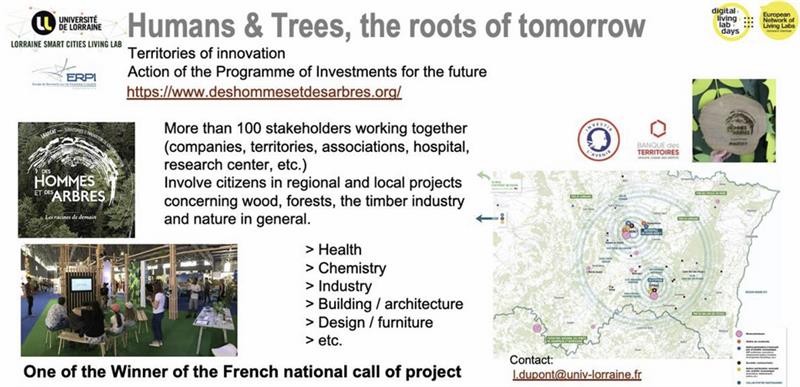 UNIVERSITÉ
DE LORRAINE
LORRAINE SMART CITIES LIVING LAB
ERPI
Humans & Trees, the roots of tomorrow
digital
living
lab
days
European
Network of
Living Labs
Territories of innovation
Action of the Programme of Investments for the future
https://www.deshommesetdesarbres.org/
More than 100 stakeholders working together
(companies, territories, associations, hospital,
research center, etc.)
Involve citizens in regional and local projects
concerning wood, forests, the timber industry
and nature in general.
DES
HOMMES
ET DES
ARBRES
Les racines de demain
INVESTIR
L'AVENIR
BANQUE des
TERRITOIRES
HOMMES
ARBRES
> Health
> Chemistry
> Industry
> Building / architecture
> Design / furniture
> etc.
One of the Winner of the French national call of project
Contact:
l.dupont@univ-lorraine.fr